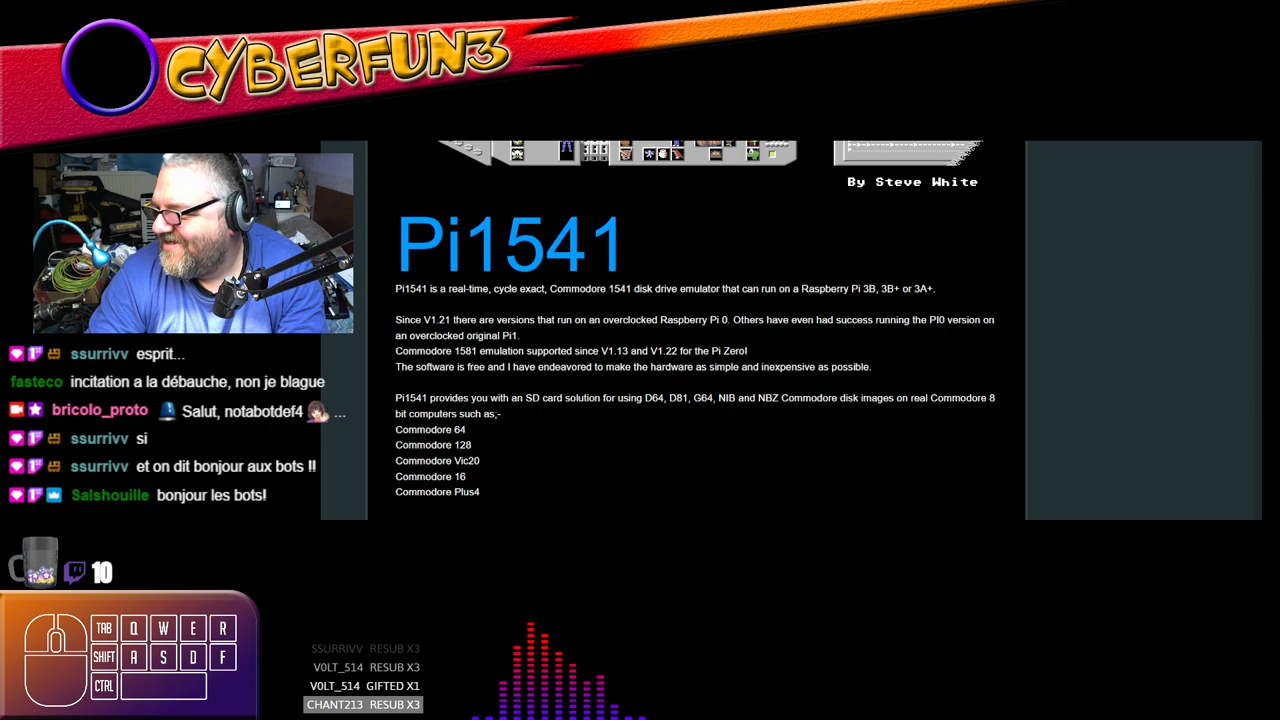 CYBERFUN3
By Steve White
Pi1541
Pi1541 is a real-time, cycle exact, Commodore 1541 disk drive emulator that can run on a Raspberry Pi 3B, 3B+ or 3A+.
Since V1.21 there are versions that run on an overclocked Raspberry Pi 0. Others have even had success running the PI0 version on
an overclocked original Pi1.
Commodore 1581 emulation supported since V1.13 and V1.22 for the Pi Zero!
The software is free and I have endeavored to make the hardware as simple and inexpensive as possible.
Pi1541 provides you with an SD card solution for using D64, D81, G64, NIB and NBZ Commodore disk images on real Commodore 8
bit computers such as;-
Commodore 64
Commodore 128
Commodore Vic20
Commodore 16
Commodore Plus4
ssurrivv esprit...
fasteco incitation a la débauche, non je blague
bricolo_proto Salut, notabotdef4 ...
ssurrivv si
ssurrivv et on dit bonjour aux bots !!
Salshouille bonjour les bots!
10
TAB Q W E R
SHIFT A S D F
CTRL
SSURRIVV RESUB X3
V0LT_514 RESUB X3
V0LT_514 GIFTED X1
CHANT213 RESUB X3